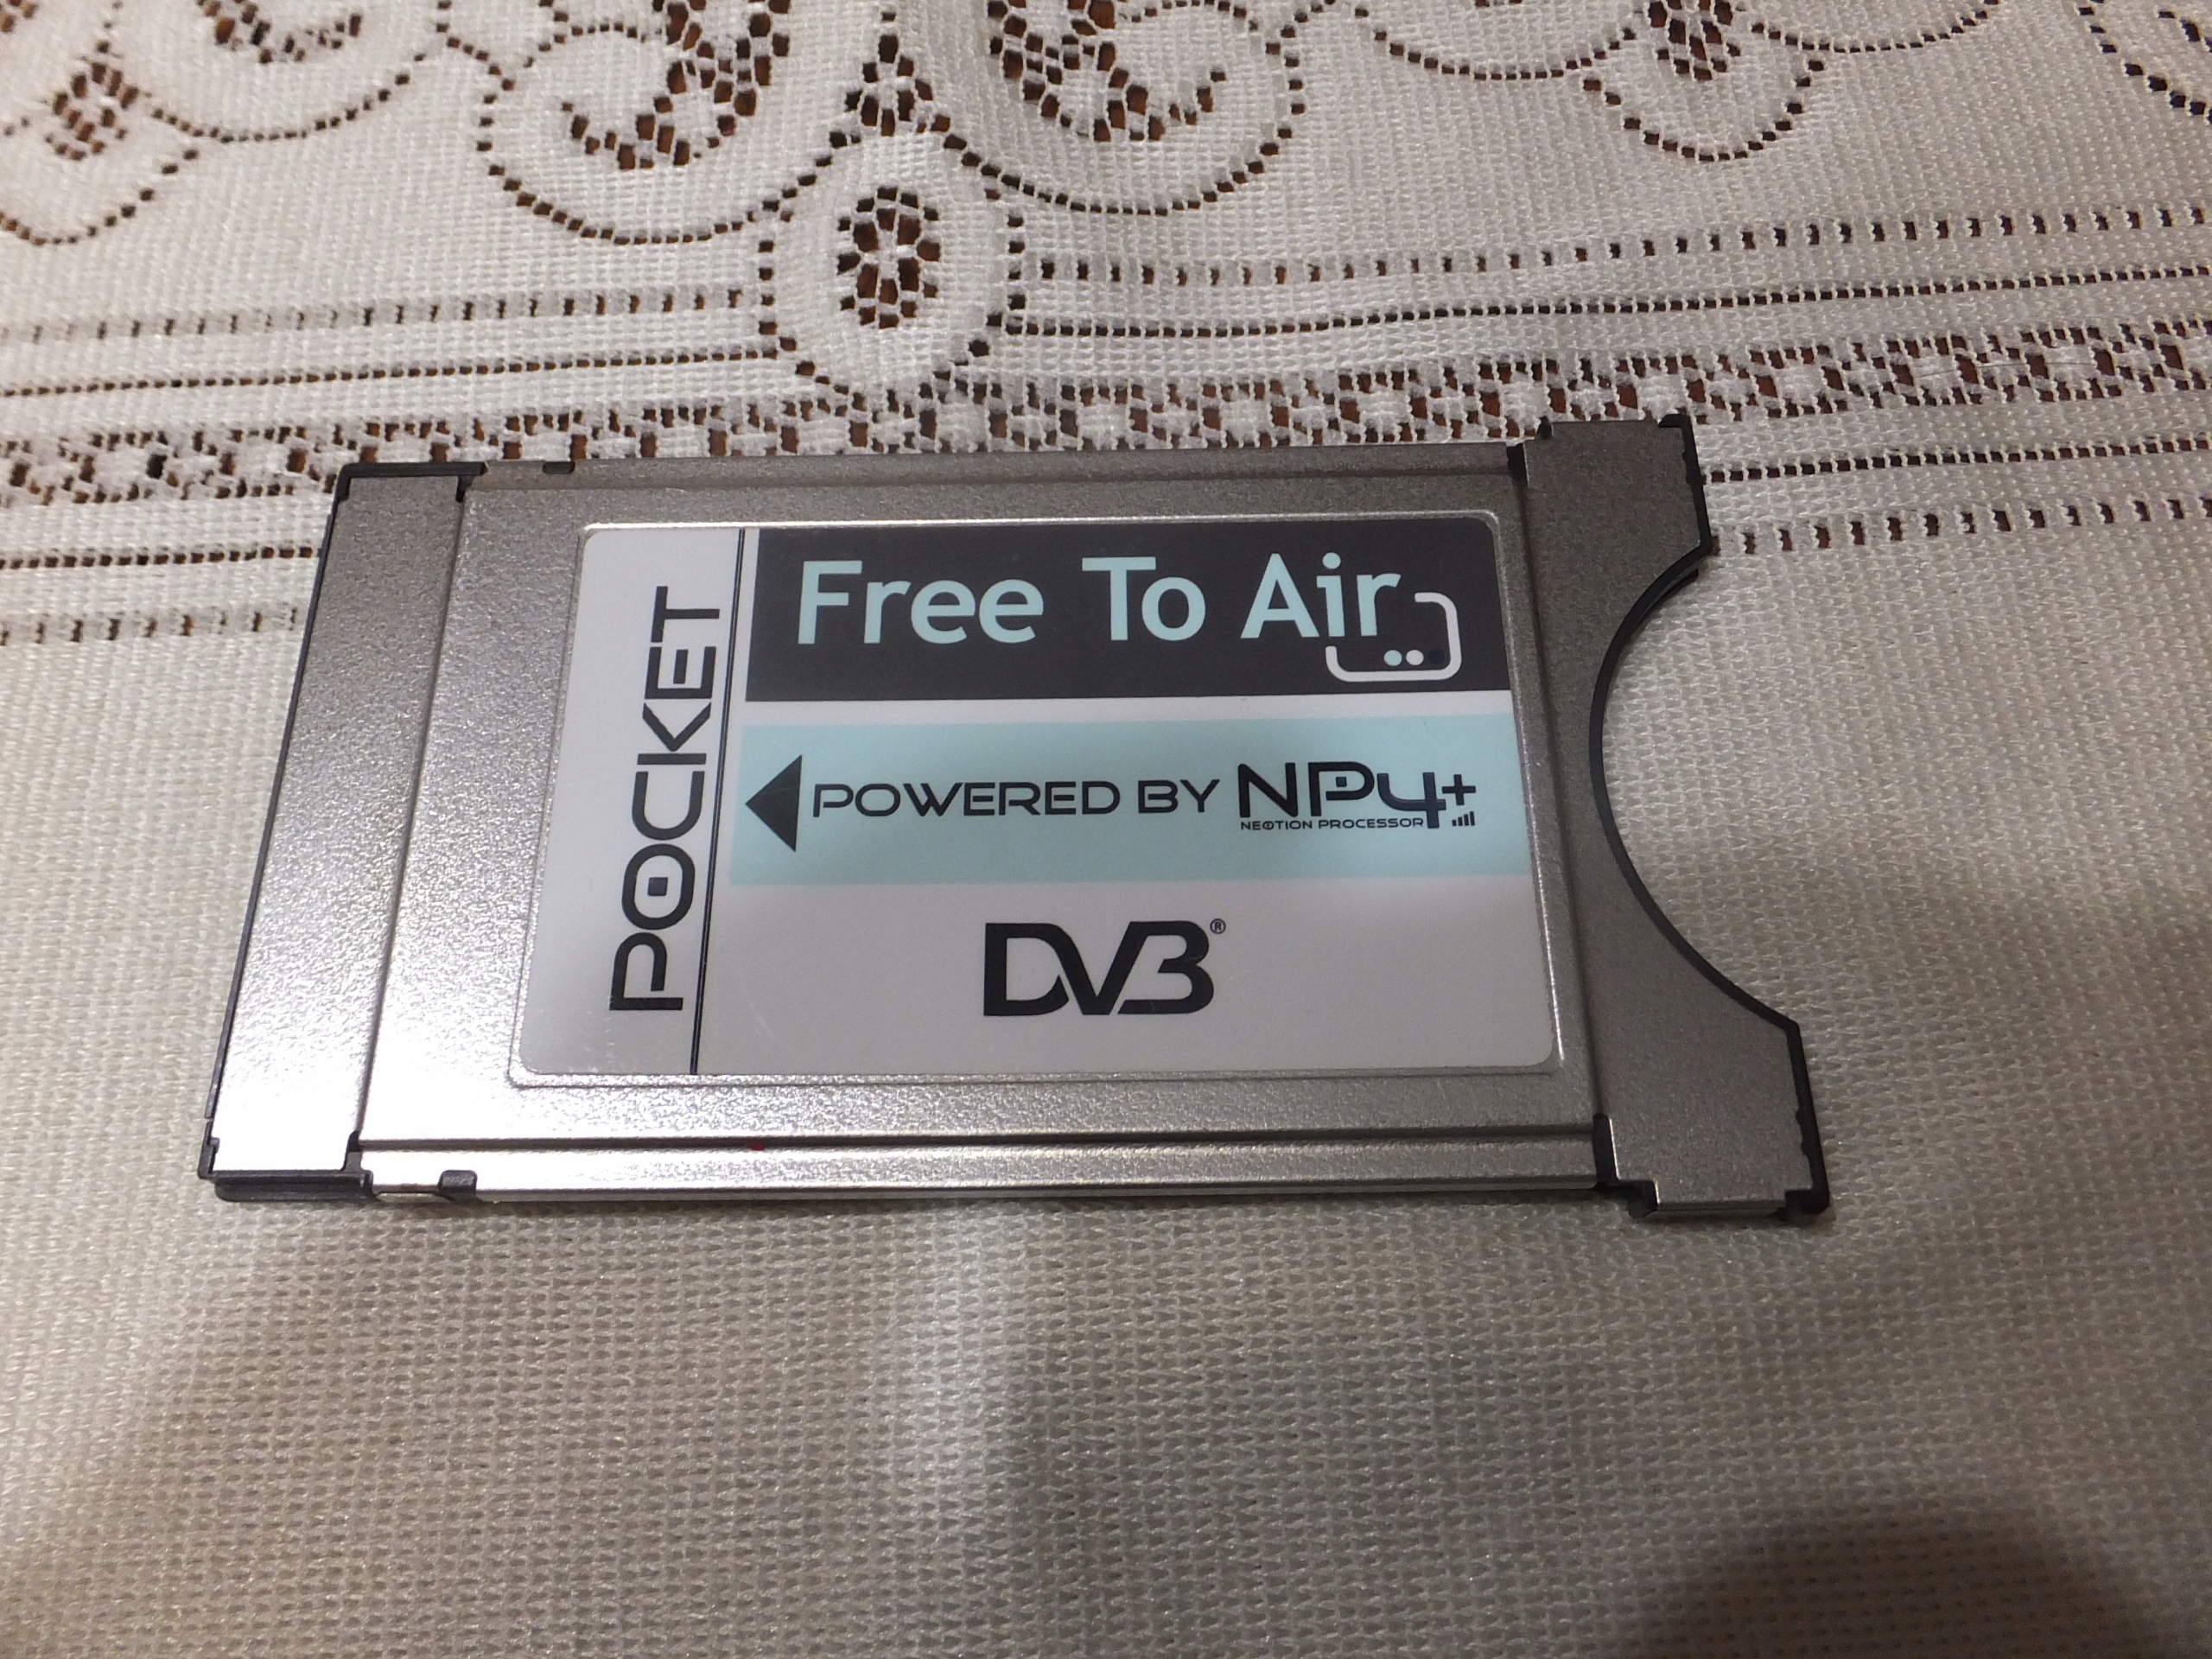 POCKET
Free To Air
POWERED BY NP4+
NEOTION PROCESSOR
DVB®